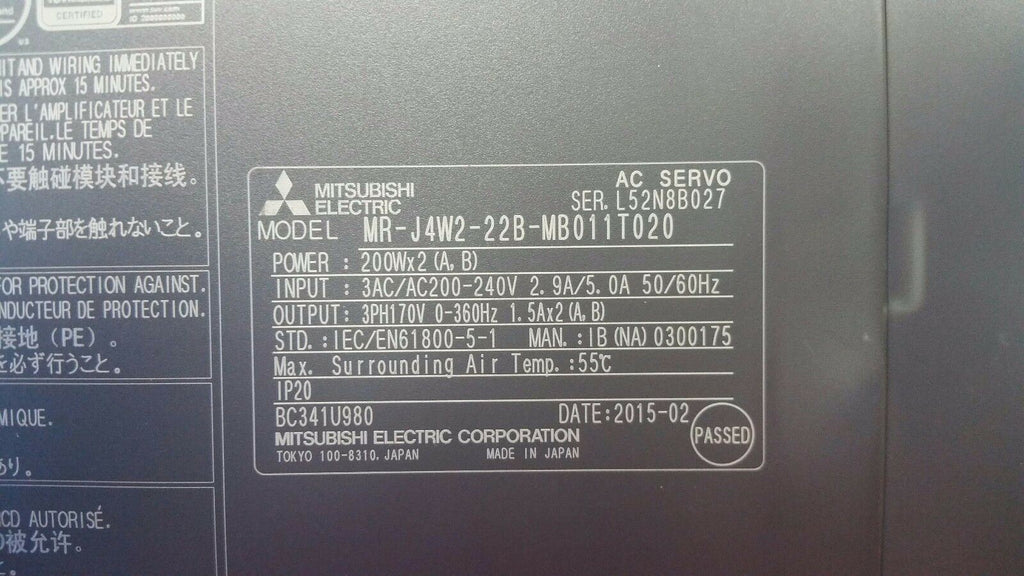 CERTIFIED
V3
IT AND WIRING IMMEDIATELY
IS APPROX 15 MINUTES.
ER L'AMPLIFICATEUR ET LE
PAREIL.LE TEMPS DE
E 15 MINUTES.
要触碰模块和接线。
や端子部を触れないこと。
FOR PROTECTION AGAINST.
NDUCTEUR DE PROTECTION.
接地 (PE) 。
必ず行うこと。
MIQUE.
り。
CD AUTORISÉ.
被允许。
MITSUBISHI
ELECTRIC
AC SERVO
SER. L52N8B027
MODEL MR-J4W2-22B-MB011T020
POWER : 200Wx2 (A, B)
INPUT : 3AC/AC200-240V 2.9A/5.0A 50/60Hz
OUTPUT: 3PH170V 0-360Hz 1.5Ax2 (A, B)
STD. :IEC/EN61800-5-1 MAN. :IB (NA) 0300175
Max. Surrounding Air Temp. :55℃
IP20
BC341U980 DATE:2015-02
MITSUBISHI ELECTRIC CORPORATION
PASSED
TOKYO 100-8310, JAPAN MADE IN JAPAN